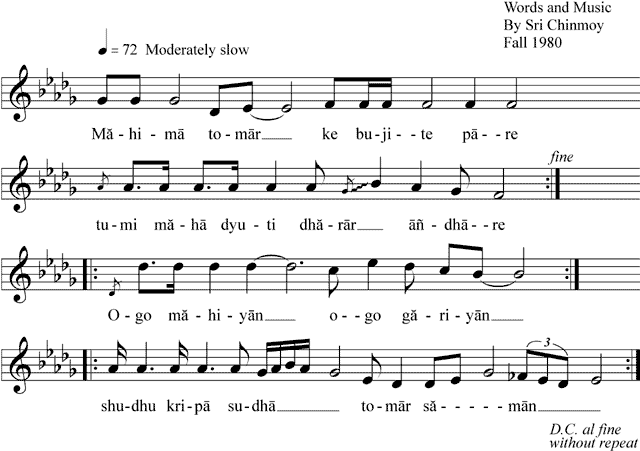 Words and Music
By Sri Chinmoy
Fall 1980
= 72 Moderately slow
Mă - hi - mā to - măr ke bu - ji - te pā - - re
fine
tu - mi mă - hā dyu - ti dhă - rār āñ - dhā - - re
O - go mă - hi - yān o - - go gă - ri - yān
shu - dhu kri - pā su - dhā to - mār să - - - - - mān
3
D.C. al fine
without repeat